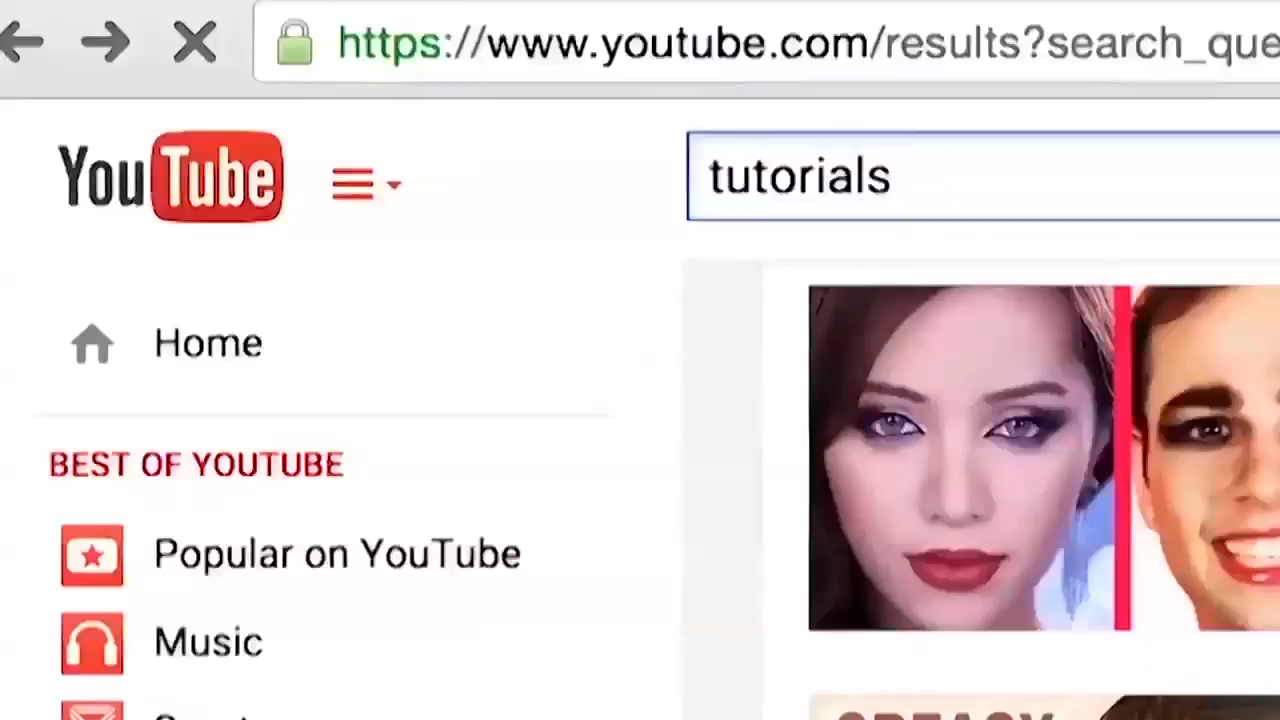 https://www.youtube.com/results?search_que
YouTube
tutorials
Home
BEST OF YOUTUBE
Popular on YouTube
Music